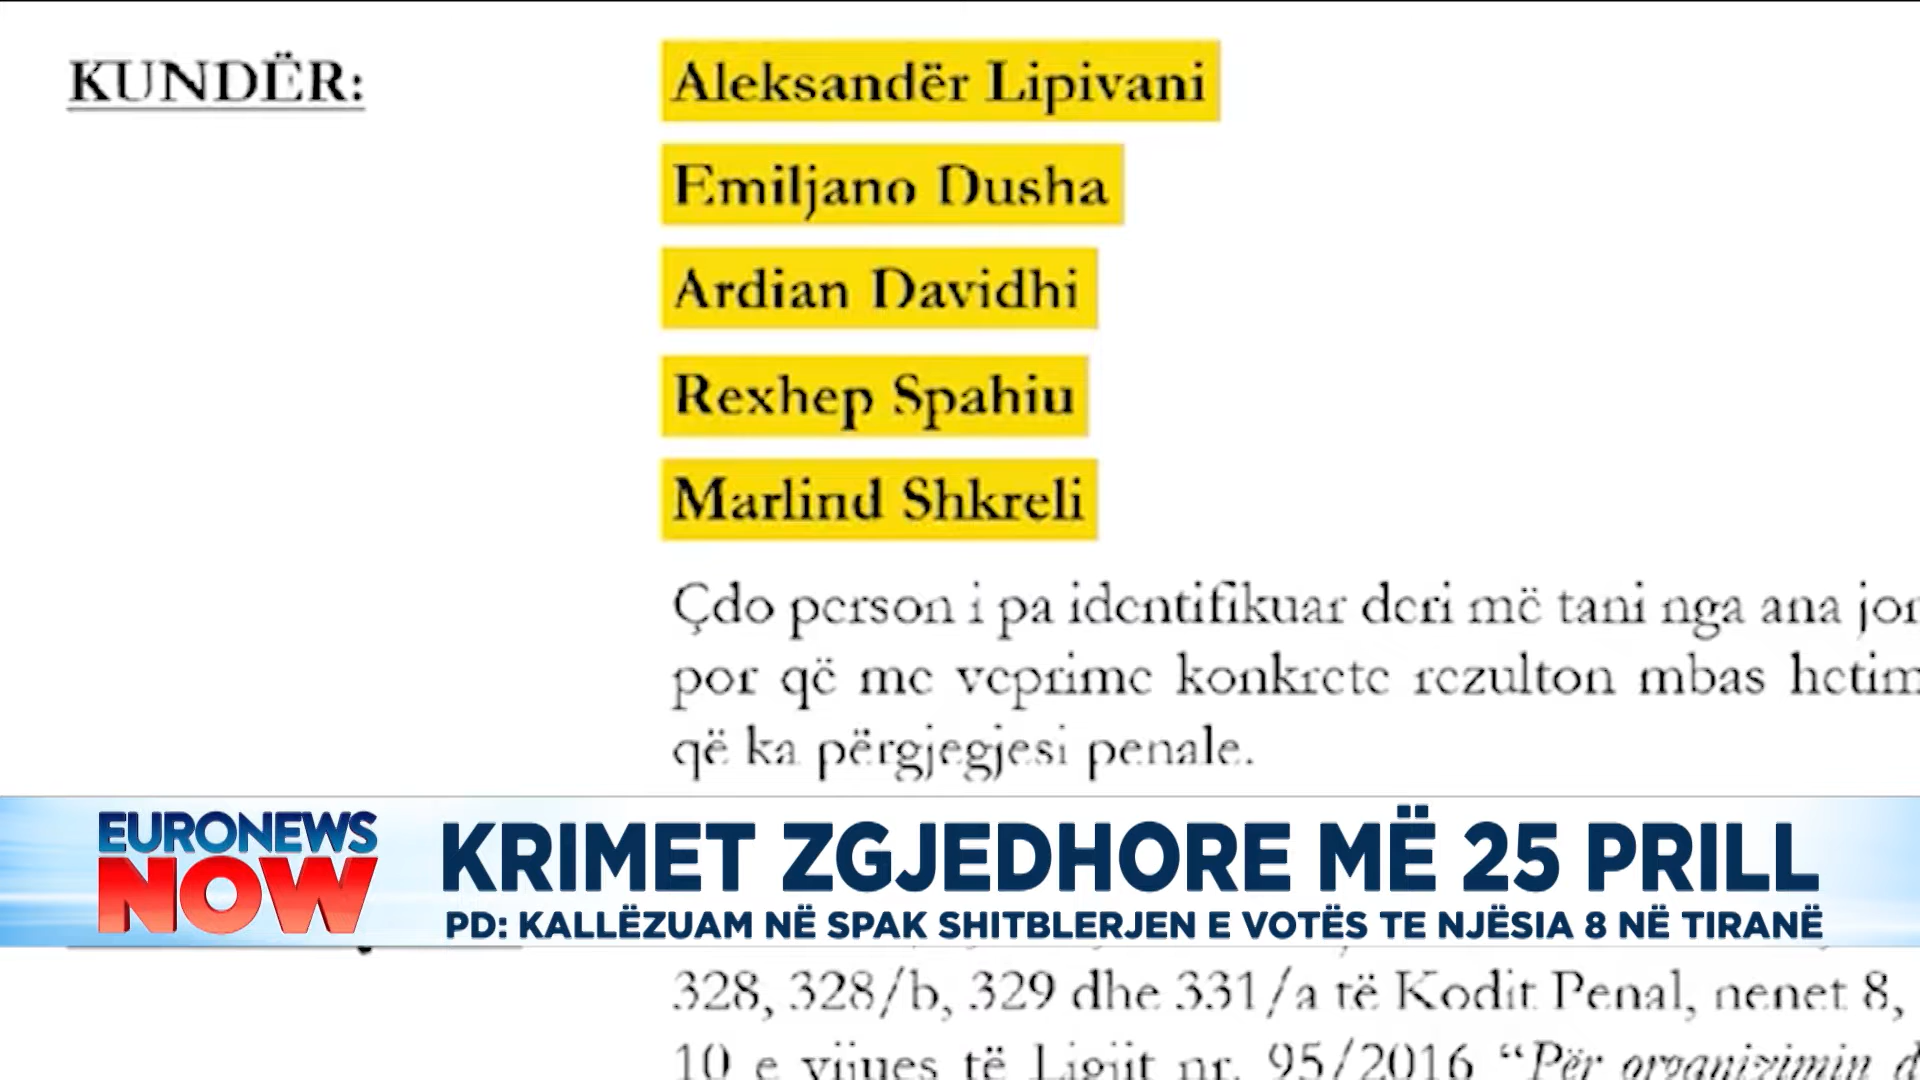 KUNDËR:
Aleksandër Lipivani
Emiljano Dusha
Ardian Davidhi
Rexhep Spahiu
Marlind Shkreli
Çdo person i pa identifikuar deri më tani nga ana
por që me veprime konkrete rezulton mbas
që ka përgjegjesi penale.
EURONEWS
NOW
KRIMET ZGJEDHORE MË 25 PRILL
PD: KALLËZUAM NË SPAK SHITBLERJEN E VOTËS TE NJËSIA 8 NË TIRANË
328, 328/b, 329 dhe 331/a të Kodit Penal, nenet 8,
10 e vijues të Ligjit nr. 95/2016 “Për organizimin